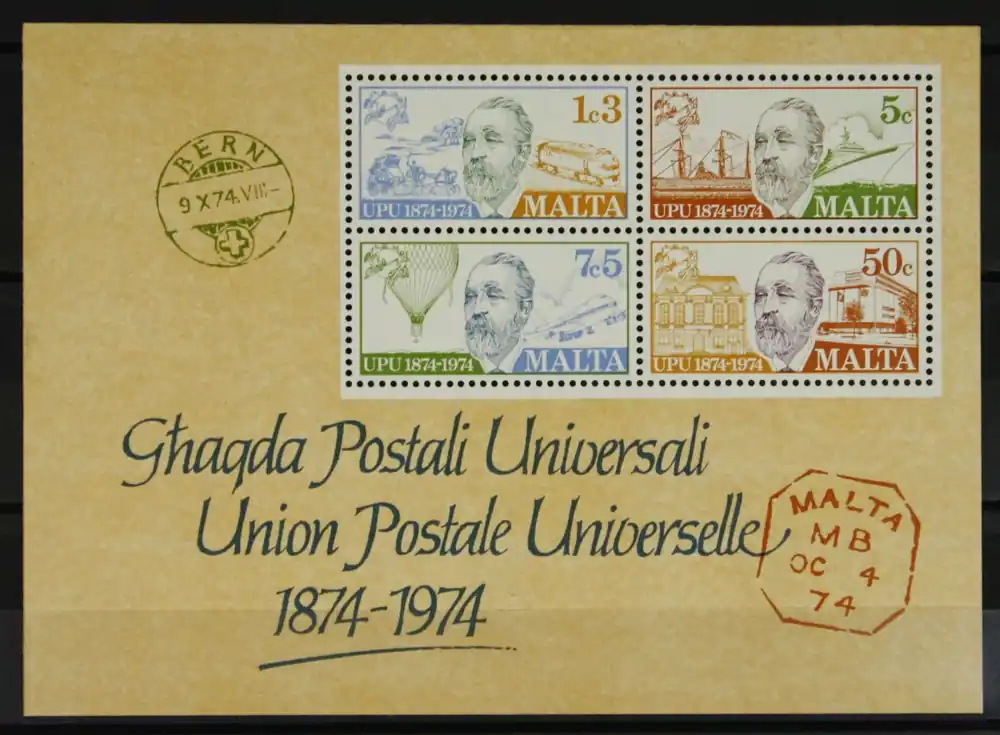 BERN
9 X 74.VIII-
1c3
UPU 1874-1974 MALTA
5c
UPU 1874-1974 MALTA
7c5
UPU 1874-1974 MALTA
50c
UPU 1874-1974 MALTA
Għaqda Postali Universali
Union Postale Universelle
1874-1974
MALTA
MB
OC 4
74